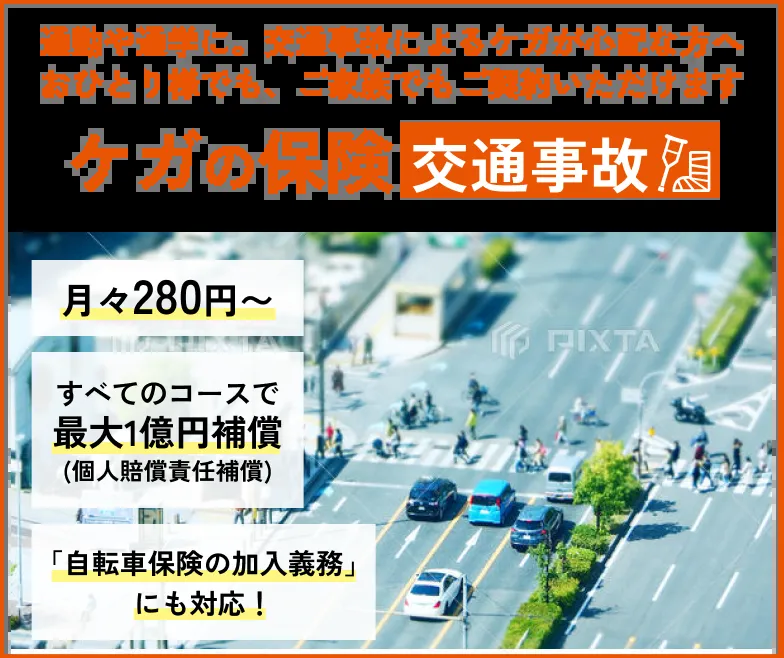 通勤や通学に。交通事故によるケガが心配な方へ
おひとり様でも、ご家族でもご契約いただけます
ケガの保険 交通事故
月々280円～
PIXTA
PIXTA
すべてのコースで
最大1億円補償
(個人賠償責任補償)
「自転車保険の加入義務」
にも対応！